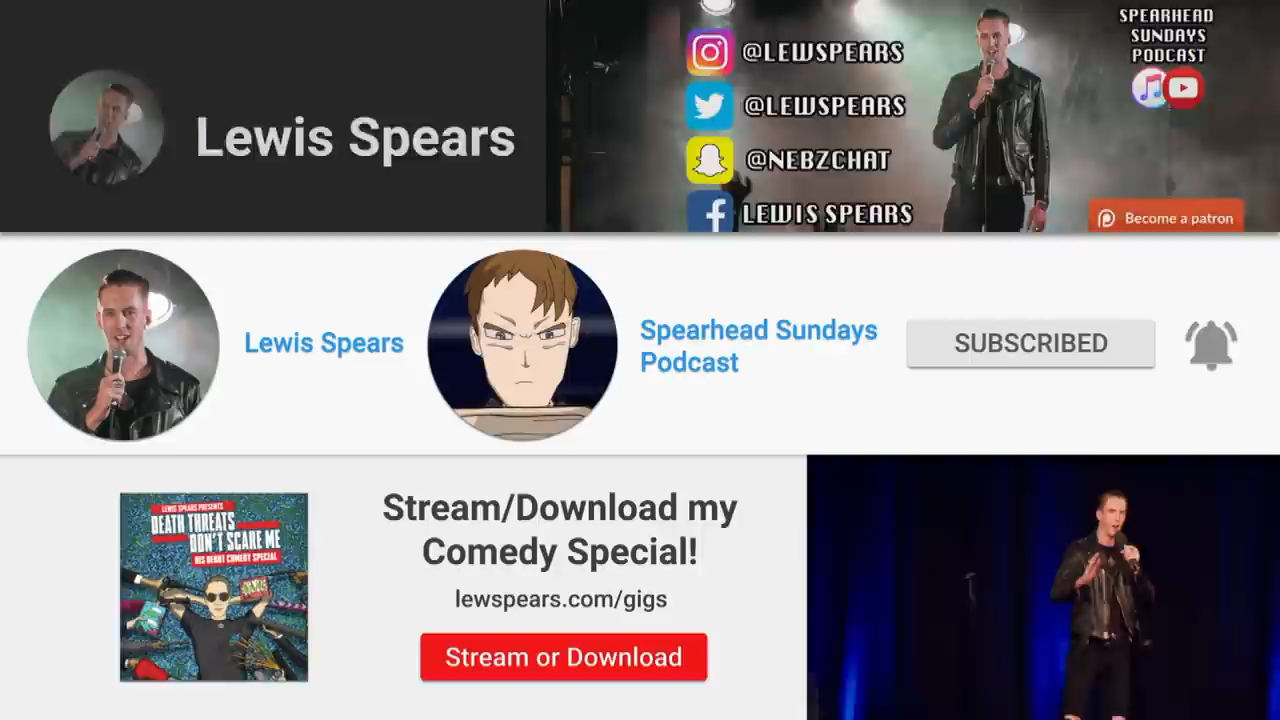 Lewis Spears
@LEWSPEARS
@LEWSPEARS
@NEBZCHAT
LEWIS SPEARS
SPEARHEAD
SUNDAYS
PODCAST
Become a patron
Lewis Spears
Spearhead Sundays
Podcast
SUBSCRIBED
LEWIS SPEARS PRESENTS
DEATH THREATS
DON'T SCARE ME
HIS DEBUT COMEDY SPECIAL
Stream/Download my
Comedy Special!
lewspears.com/gigs
Stream or Download